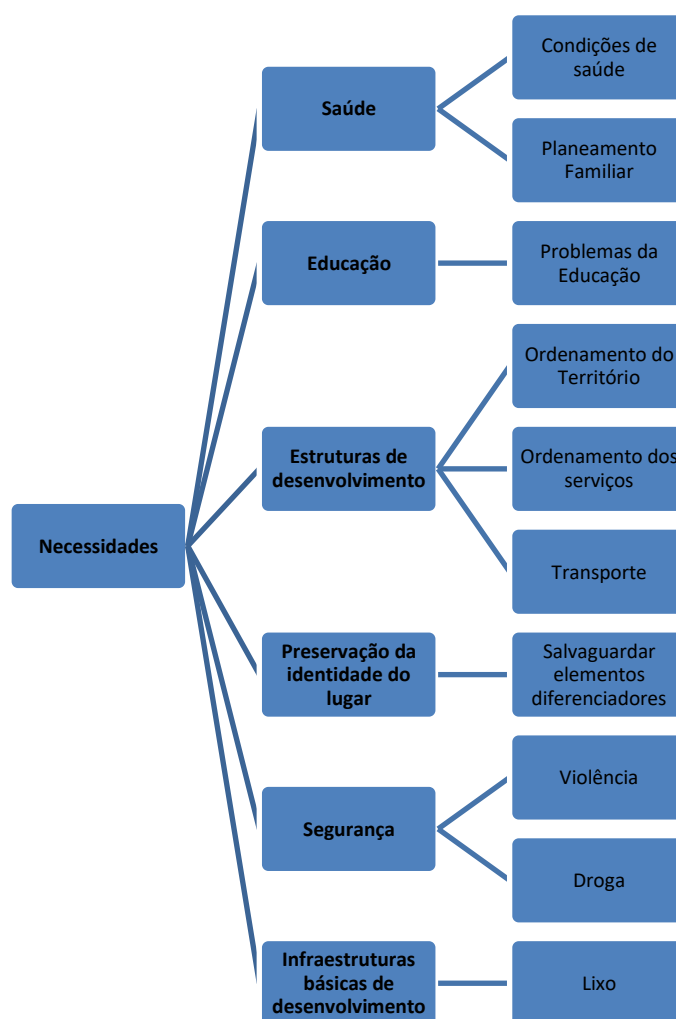 Condições de
saúde
Saúde
Planeamento
Familiar
Educação
Problemas da
Educação
Ordenamento do
Território
Estruturas de
desenvolvimento
Ordenamento dos
serviços
Necessidades
Transporte
Preservação da
identidade do
lugar
Salvaguardar
elementos
diferenciadores
Violência
Segurança
Droga
Infraestruturas
básicas de
desenvolvimento
Lixo